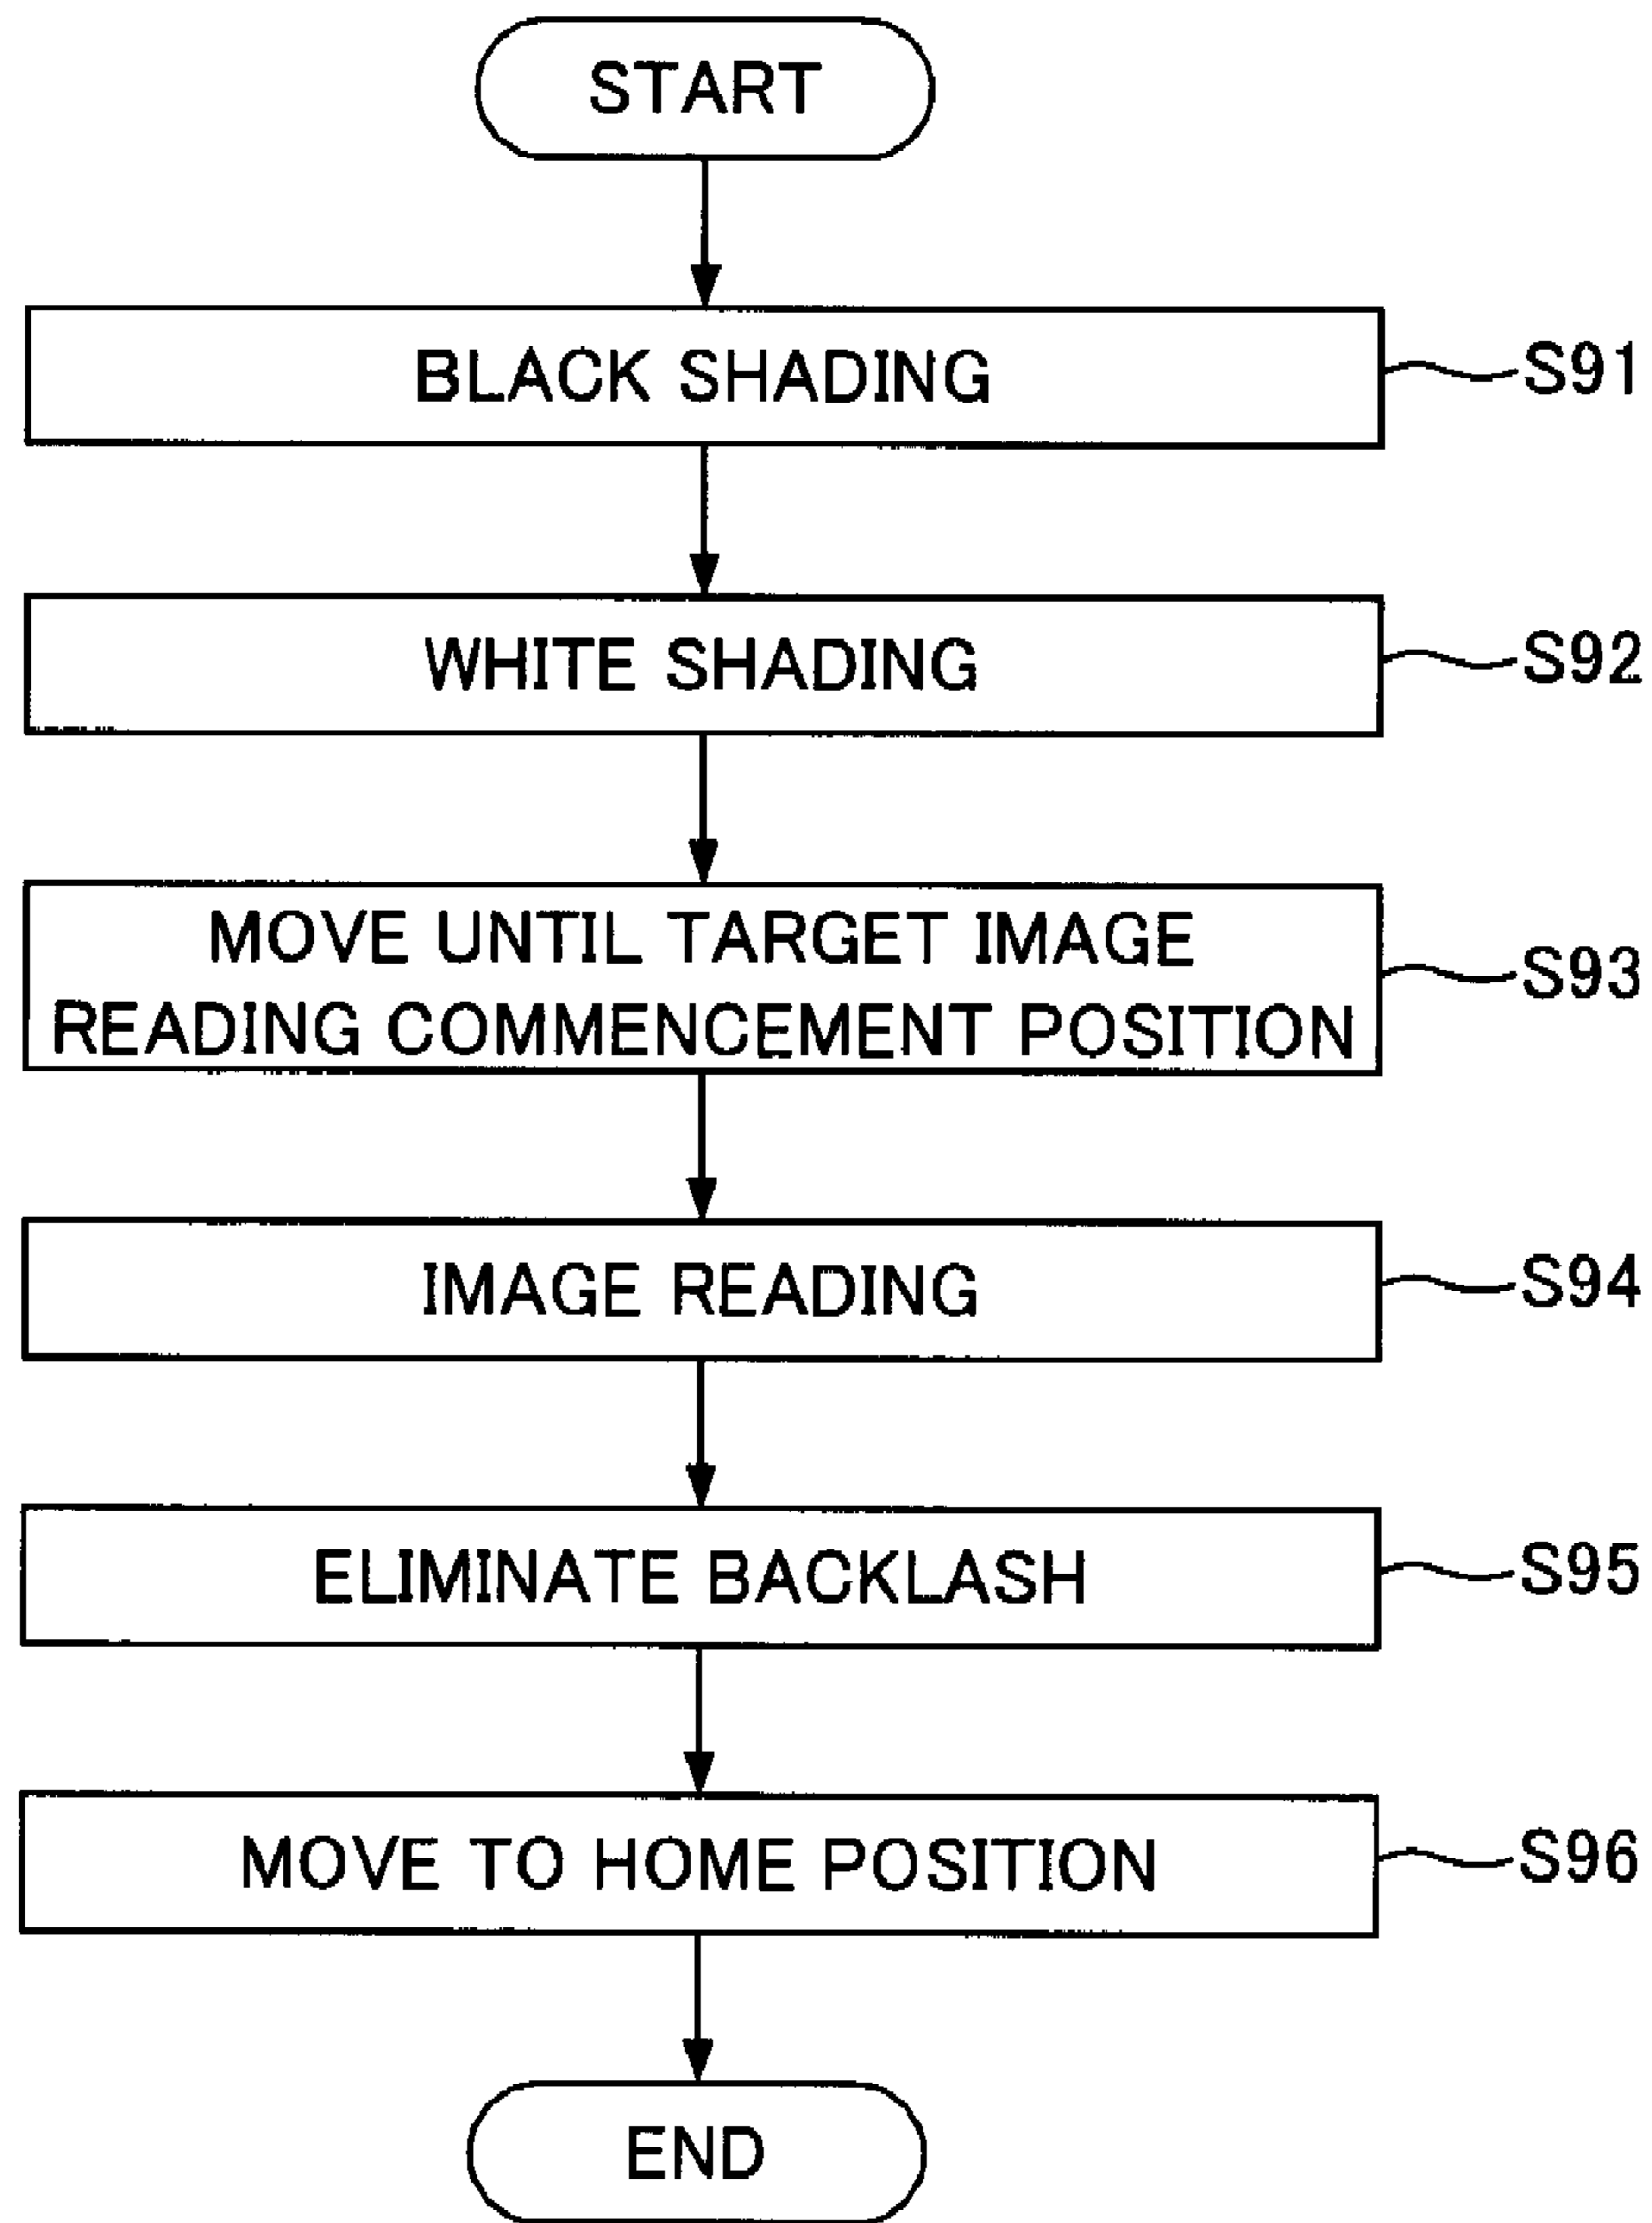 START
BLACK SHADING
S91
WHITE SHADING
S92
MOVE UNTIL TARGET IMAGE
READING COMMENCEMENT POSITION
S93
IMAGE READING
S94
ELIMINATE BACKLASH
S95
MOVE TO HOME POSITION
S96
END